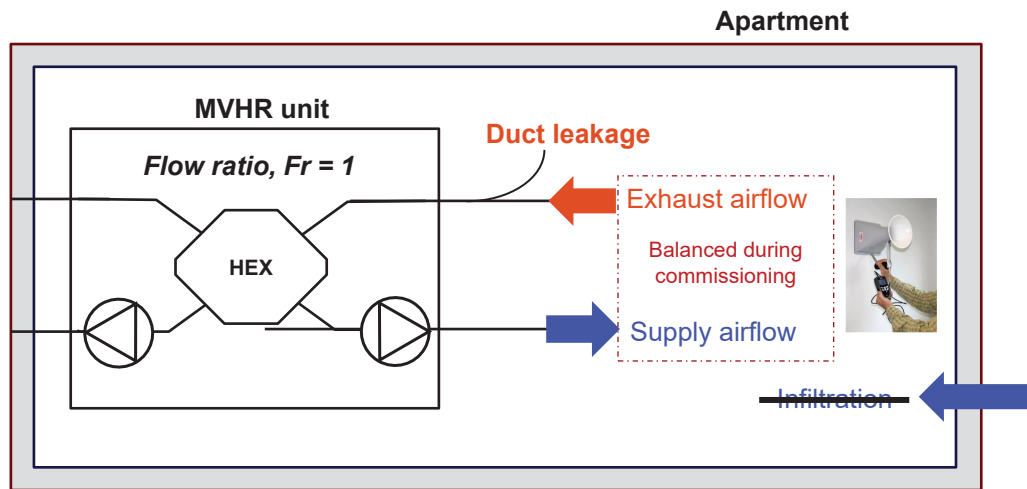 Apartment
MVHR unit
Flow ratio, Fr = 1
Duct leakage
Exhaust airflow
HEX
Balanced during
commissioning
Supply airflow
Infiltration